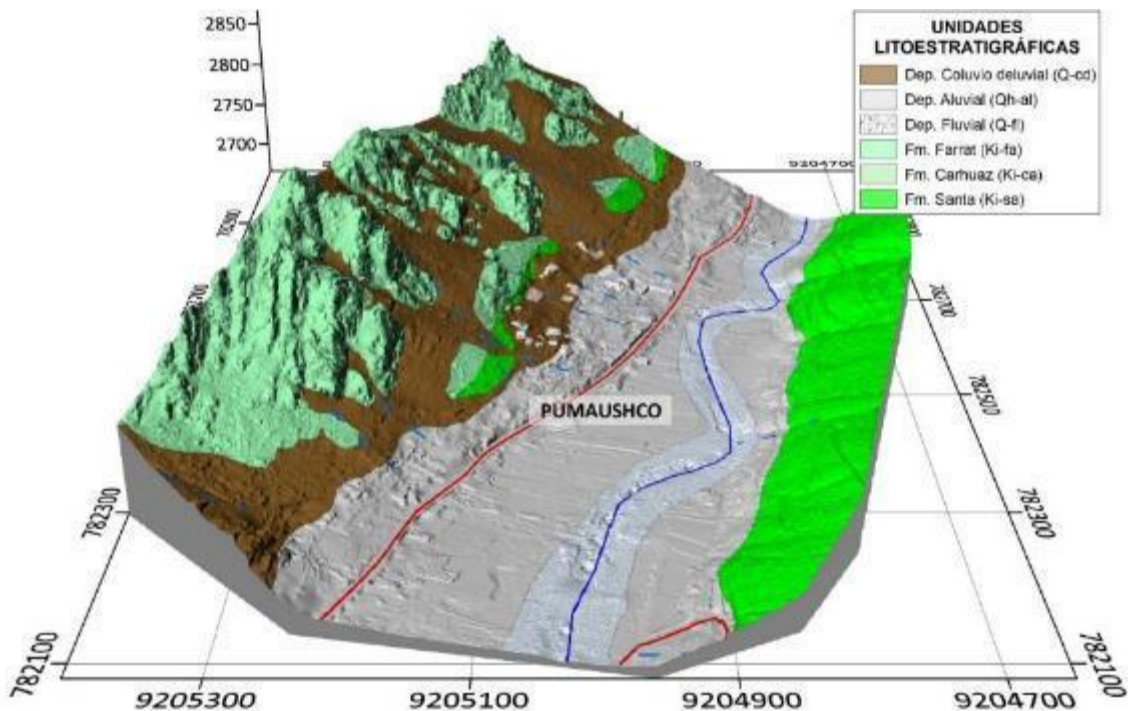 2850
2800
2750
2700
UNIDADES
LITOESTRATIGRÁFICAS
Dep. Coluvio deluvial (Q-cd)
Dep. Aluvial (Qh-al)
Dep. Fluvial (Q-fl)
Fm. Farrat (Ki-fa)
Fm. Carhuaz (Ki-ca)
Fm. Santa (Ki-sa)
9204700
782700
782500
PUMAUSHCO
782300
782300
782100
782100
9205300
9205100
9204900
9204700